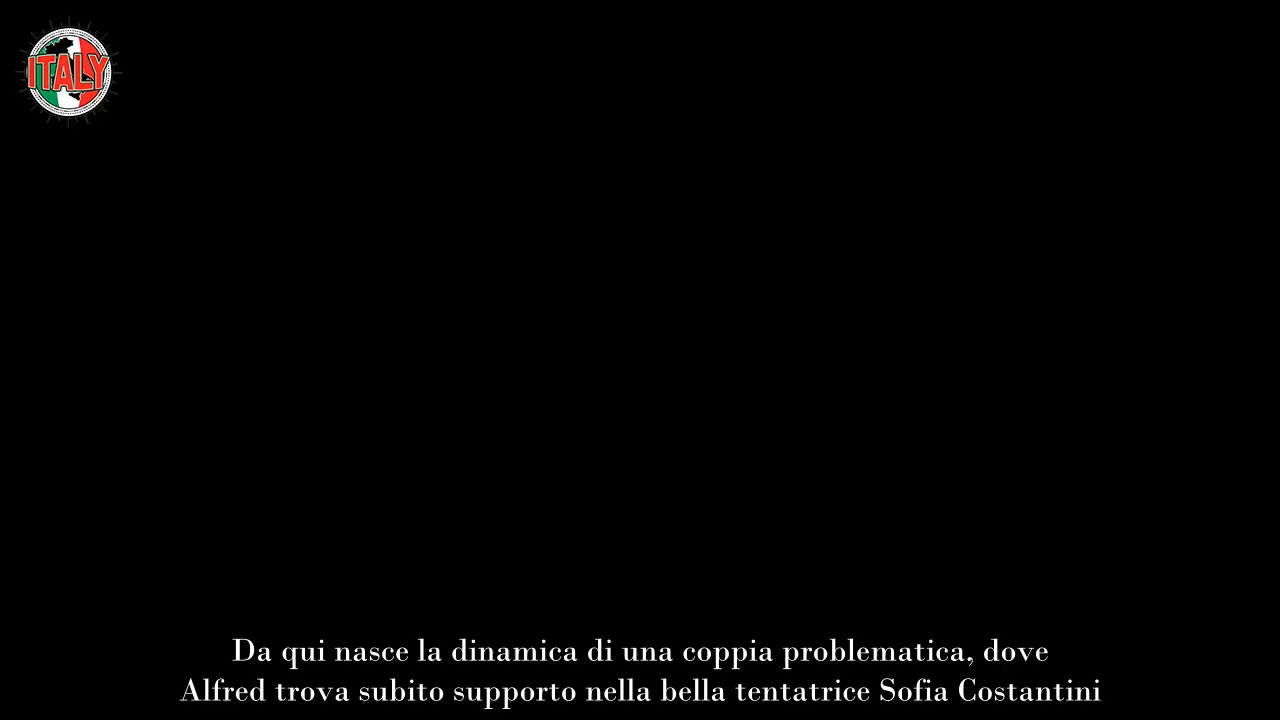 ITALY
Da qui nasce la dinamica di una coppia problematica, dove
Alfred trova subito supporto nella bella tentatrice Sofia Costantini